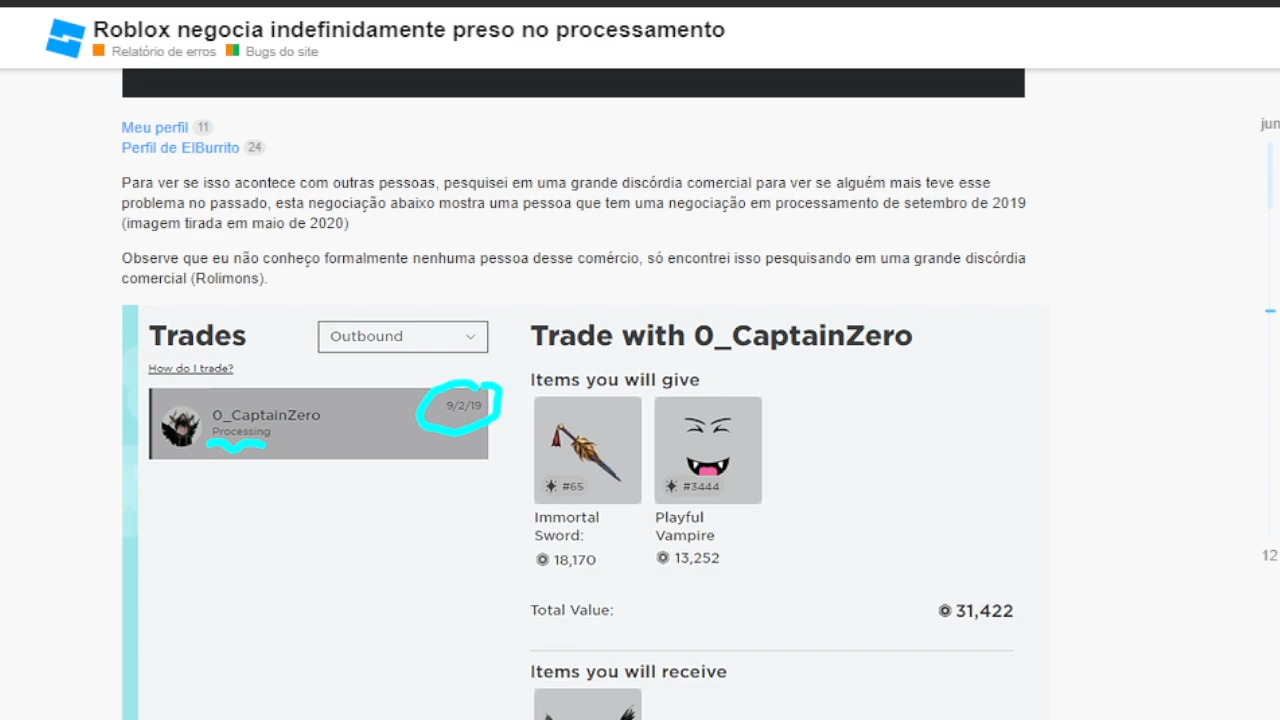 Roblox negocia indefinidamente preso no processamento
Relatório de erros Bugs do site
Meu perfil 11
Perfil de ElBurrito 24
Para ver se isso acontece com outras pessoas, pesquisei em uma grande discórdia comercial para ver se alguém mais teve esse
problema no passado, esta negociação abaixo mostra uma pessoa que tem uma negociação em processamento de setembro de 2019
(imagem tirada em maio de 2020)
Observe que eu não conheço formalmente nenhuma pessoa desse comércio, só encontrei isso pesquisando em uma grande discórdia
comercial (Rolimons).
jun
12
Trades
Outbound
How do I trade?
0_CaptainZero
9/2/19
Processing
Trade with 0_CaptainZero
Items you will give
#65
#3444
Immortal
Sword:
18,170
Playful
Vampire
13,252
Total Value:
31,422
Items you will receive